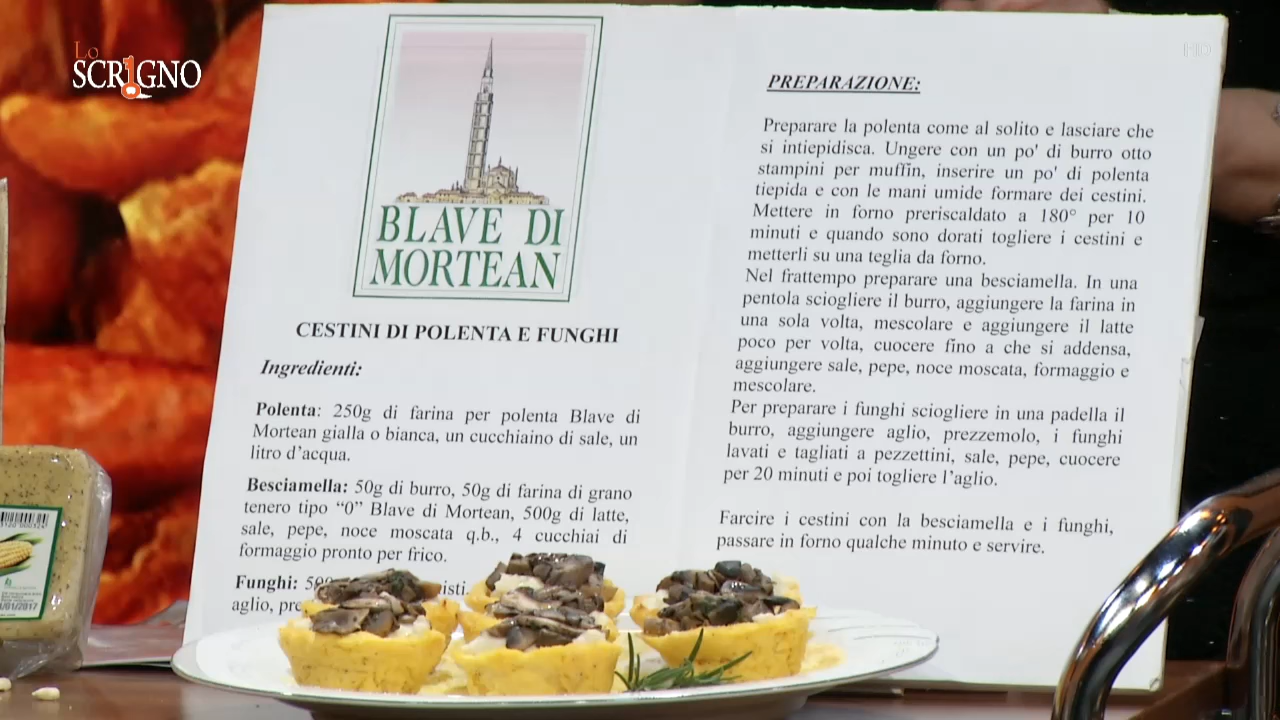 Lo
SCRIGNO
HD
BLAVE DI
MORTEAN
CESTINI DI POLENTA E FUNGHI
Ingredienti:
Polenta: 250g di farina per polenta Blave di
Mortean gialla o bianca, un cucchiaino di sale, un
litro d’acqua.
Besciamella: 50g di burro, 50g di farina di grano
tenero tipo “0” Blave di Mortean, 500g di latte,
sale, pepe, noce moscata q.b., 4 cucchiai di
formaggio pronto per frico.
Funghi:
aglio,
PREPARAZIONE:
Preparare la polenta come al solito e lasciare che
si intiepidisca. Ungere con un po' di burro otto
stampini per muffin, inserire un po' di polenta
tiepida e con le mani umide formare dei cestini.
Mettere in forno preriscaldato a 180° per 10
minuti e quando sono dorati togliere i cestini e
metterli su una teglia da forno.
Nel frattempo preparare una besciamella. In una
pentola sciogliere il burro, aggiungere la farina in
una sola volta, mescolare e aggiungere il latte
poco per volta, cuocere fino a che si addensa,
aggiungere sale, pepe, noce moscata, formaggio e
mescolare.
Per preparare i funghi sciogliere in una padella il
burro, aggiungere aglio, prezzemolo, i funghi
lavati e tagliati a pezzettini, sale, pepe, cuocere
per 20 minuti e poi togliere l’aglio.
Farcire i cestini con la besciamella e i funghi,
passare in forno qualche minuto e servire.